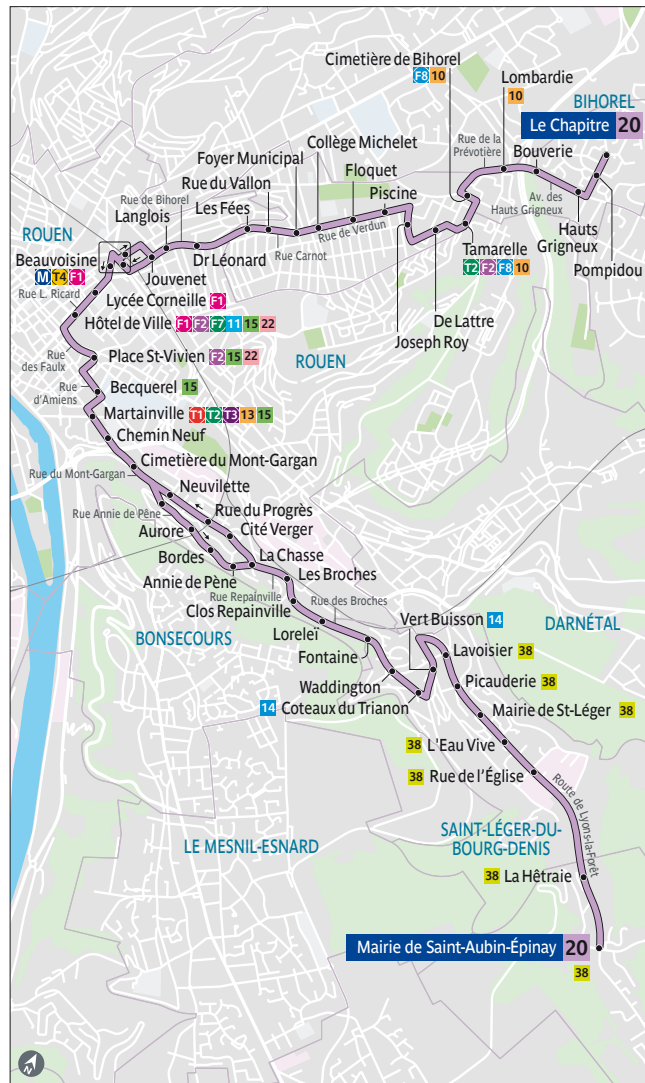 Cimetière de Bihorel
F8 10
Lombardie
10
BIHOREL
Le Chapitre 20
Collège Michelet
Foyer Municipal
Rue de la
Prévotière
Bouverie
Floquet
Rue du Vallon
Piscine
Rue de Bihorel
Les Fées
Langlois
Av. des
Hauts Grigneux
Rue de Verdun
Rue Carnot
ROUEN
Beauvoisine
M T4 F1
Dr Léonard
Jouvenet
Tamarelle
T2 F2 F8 10
Hauts
Grigneux
Pompidou
Rue L. Ricard
Lycée Corneille F1
Hôtel de Ville F1 F2 F7 11 15 22
De Lattre
Joseph Roy
Rue
des Faulx
Place St-Vivien F2 15 22
ROUEN
Rue
d'Amiens
Becquerel 15
Martainville T1 T2 T3 13 15
Chemin Neuf
Cimetière du Mont-Gargan
Rue du Mont-Gargan
Neuvilette
Rue Annie de Pène
Rue du Progrès
Aurore
Cité Verger
Bordes
La Chasse
Annie de Pène
Les Broches
Rue Repainville
Clos Repainville
Rue des Broches
Vert Buisson 14
DARNÉTAL
BONSECOURS
Loreleï
Fontaine
Lavoisier 38
Waddington
Picauderie 38
14 Coteaux du Trianon
Mairie de St-Léger 38
38 L'Eau Vive
38 Rue de l'Église
Route de Lyons-la-Forêt
SAINT-LÉGER-DU-
BOURG-DENIS
LE MESNIL-ESNARD
38 La Hêtraie
Mairie de Saint-Aubin-Épinay 20
38
N